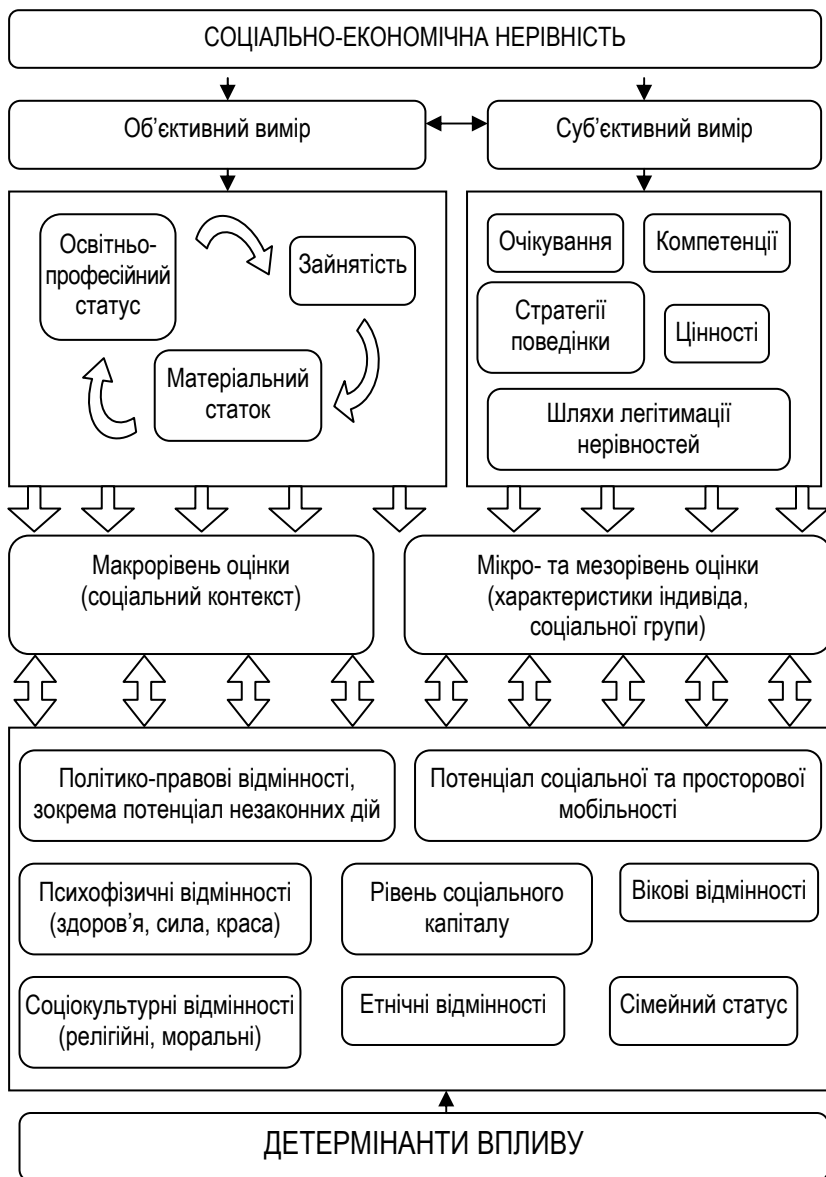 СОЦІАЛЬНО-ЕКОНОМІЧНА НЕРІВНІСТЬ
Об’єктивний вимір
Суб’єктивний вимір
Освітньо-
професійний
статус
Зайнятість
Матеріальний
статок
Очікування
Компетенції
Стратегії
поведінки
Цінності
Шляхи легітимації
нерівностей
Макрорівень оцінки
(соціальний контекст)
Мікро- та мезорівень оцінки
(характеристики індивіда,
соціальної групи)
Політико-правові відмінності,
зокрема потенціал незаконних дій
Потенціал соціальної та просторової
мобільності
Психофізичні відмінності
(здоров’я, сила, краса)
Рівень соціального
капіталу
Вікові відмінності
Соціокультурні відмінності
(релігійні, моральні)
Етнічні відмінності
Сімейний статус
ДЕТЕРМІНАНТИ ВПЛИВУ